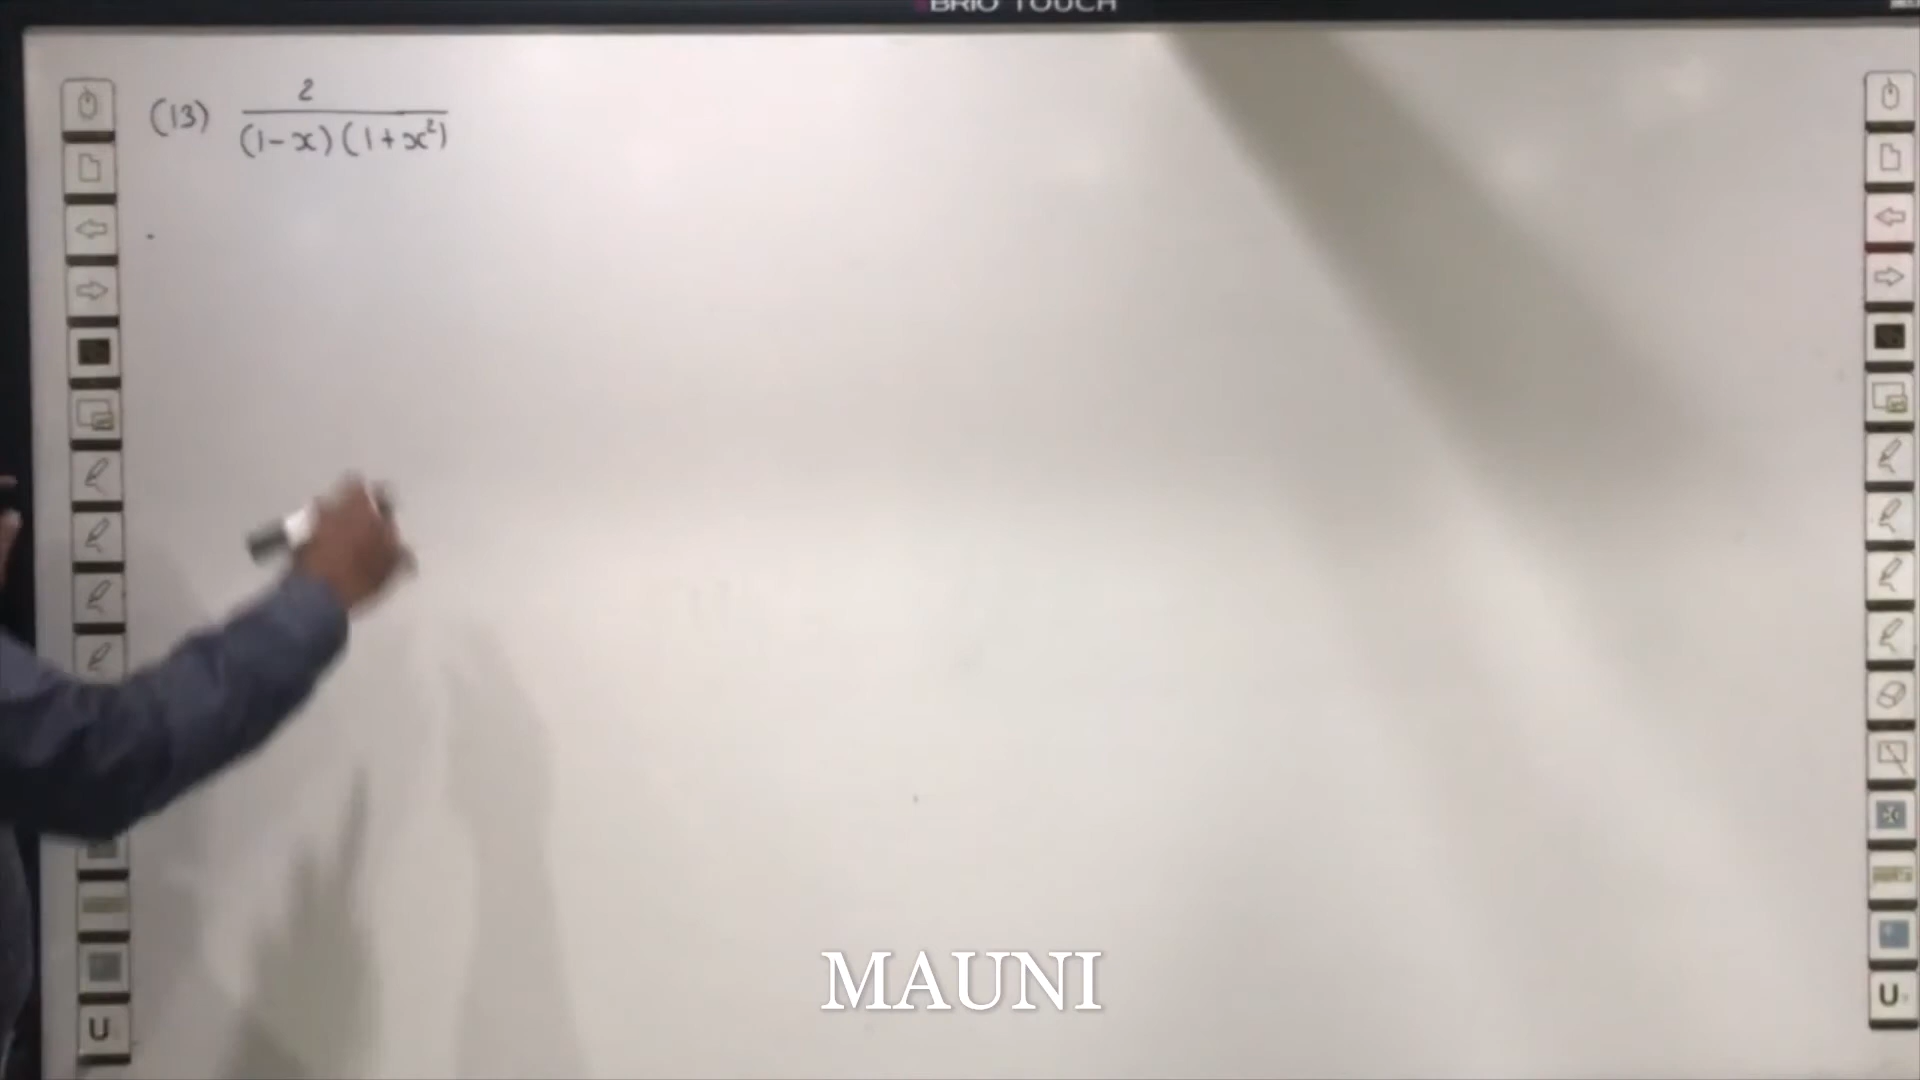 BRIO TOUCH
(13) 2 / (1-x)(1+x²)
U
U
MAUNI